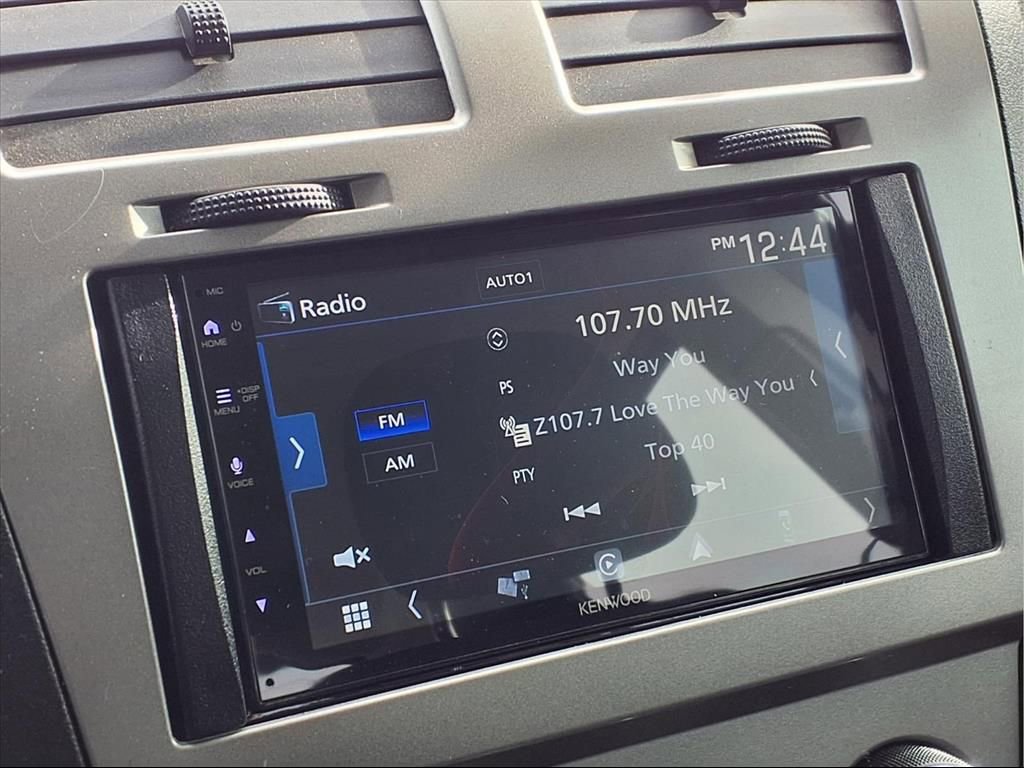 PM 12:44
AUTO1
Radio
MIC
107.70 MHz
HOME
Way You
PS
FM
•DISP
OFF
MENU
Z107.7 Love The Way You
AM
Top 40
PTY
VOICE
VOL
KENWOOD